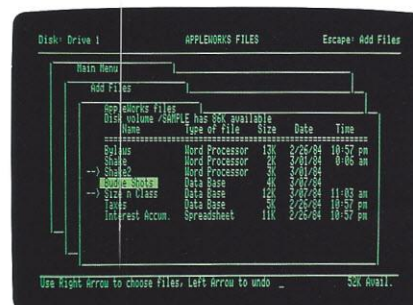 Disk: Drive 1 APPLEWORKS FILES Escape: Add Files
Main Menu
Add Files
AppleWorks files
Disk volume /SAMPLE has 86K available
Name Type of file Size Date Time
Bylaws Word Processor 13K 2/26/84 10:57 pm
Shake Word Processor 2K 3/01/84 0:06 am
--> Shake2 Word Processor 3K 3/01/84
Budge Shots Data Base 4K 3/07/84
--> Size n Class Data Base 12K 3/07/84 11:03 am
Taxes Data Base 5K 2/26/84 10:57 pm
Interest Accum. Spreadsheet 11K 2/26/84 10:57 pm
Use Right Arrow to choose files, Left Arrow to undo _ 52K Avail.